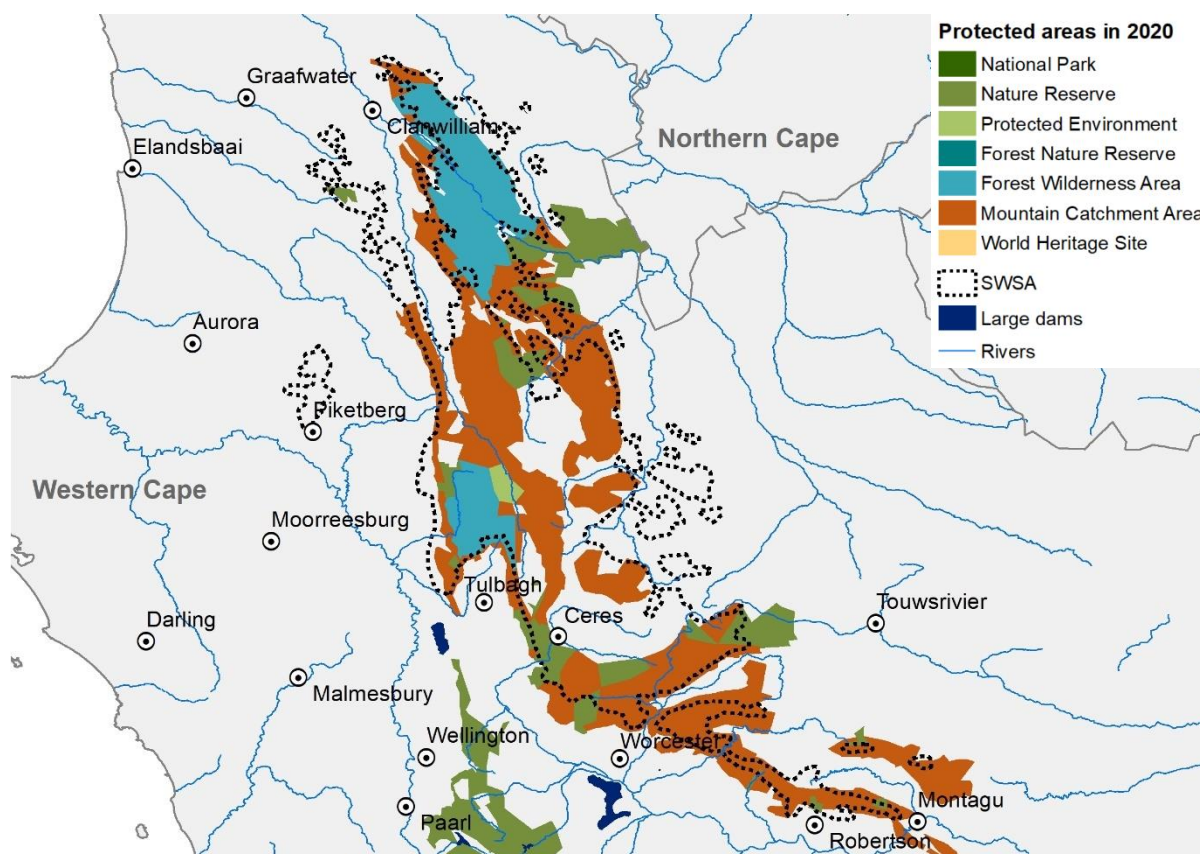 Protected areas in 2020
National Park
Nature Reserve
Protected Environment
Forest Nature Reserve
Forest Wilderness Area
Mountain Catchment Area
World Heritage Site
SWSA
Large dams
Rivers
Graafwater
Clanwilliam
Elandsbaai
Northern Cape
Aurora
Piketberg
Western Cape
Moorreesburg
Tulbagh
Touwsrivier
Ceres
Darling
Malmesbury
Wellington
Worcester
Paarl
Montagu
Robertson